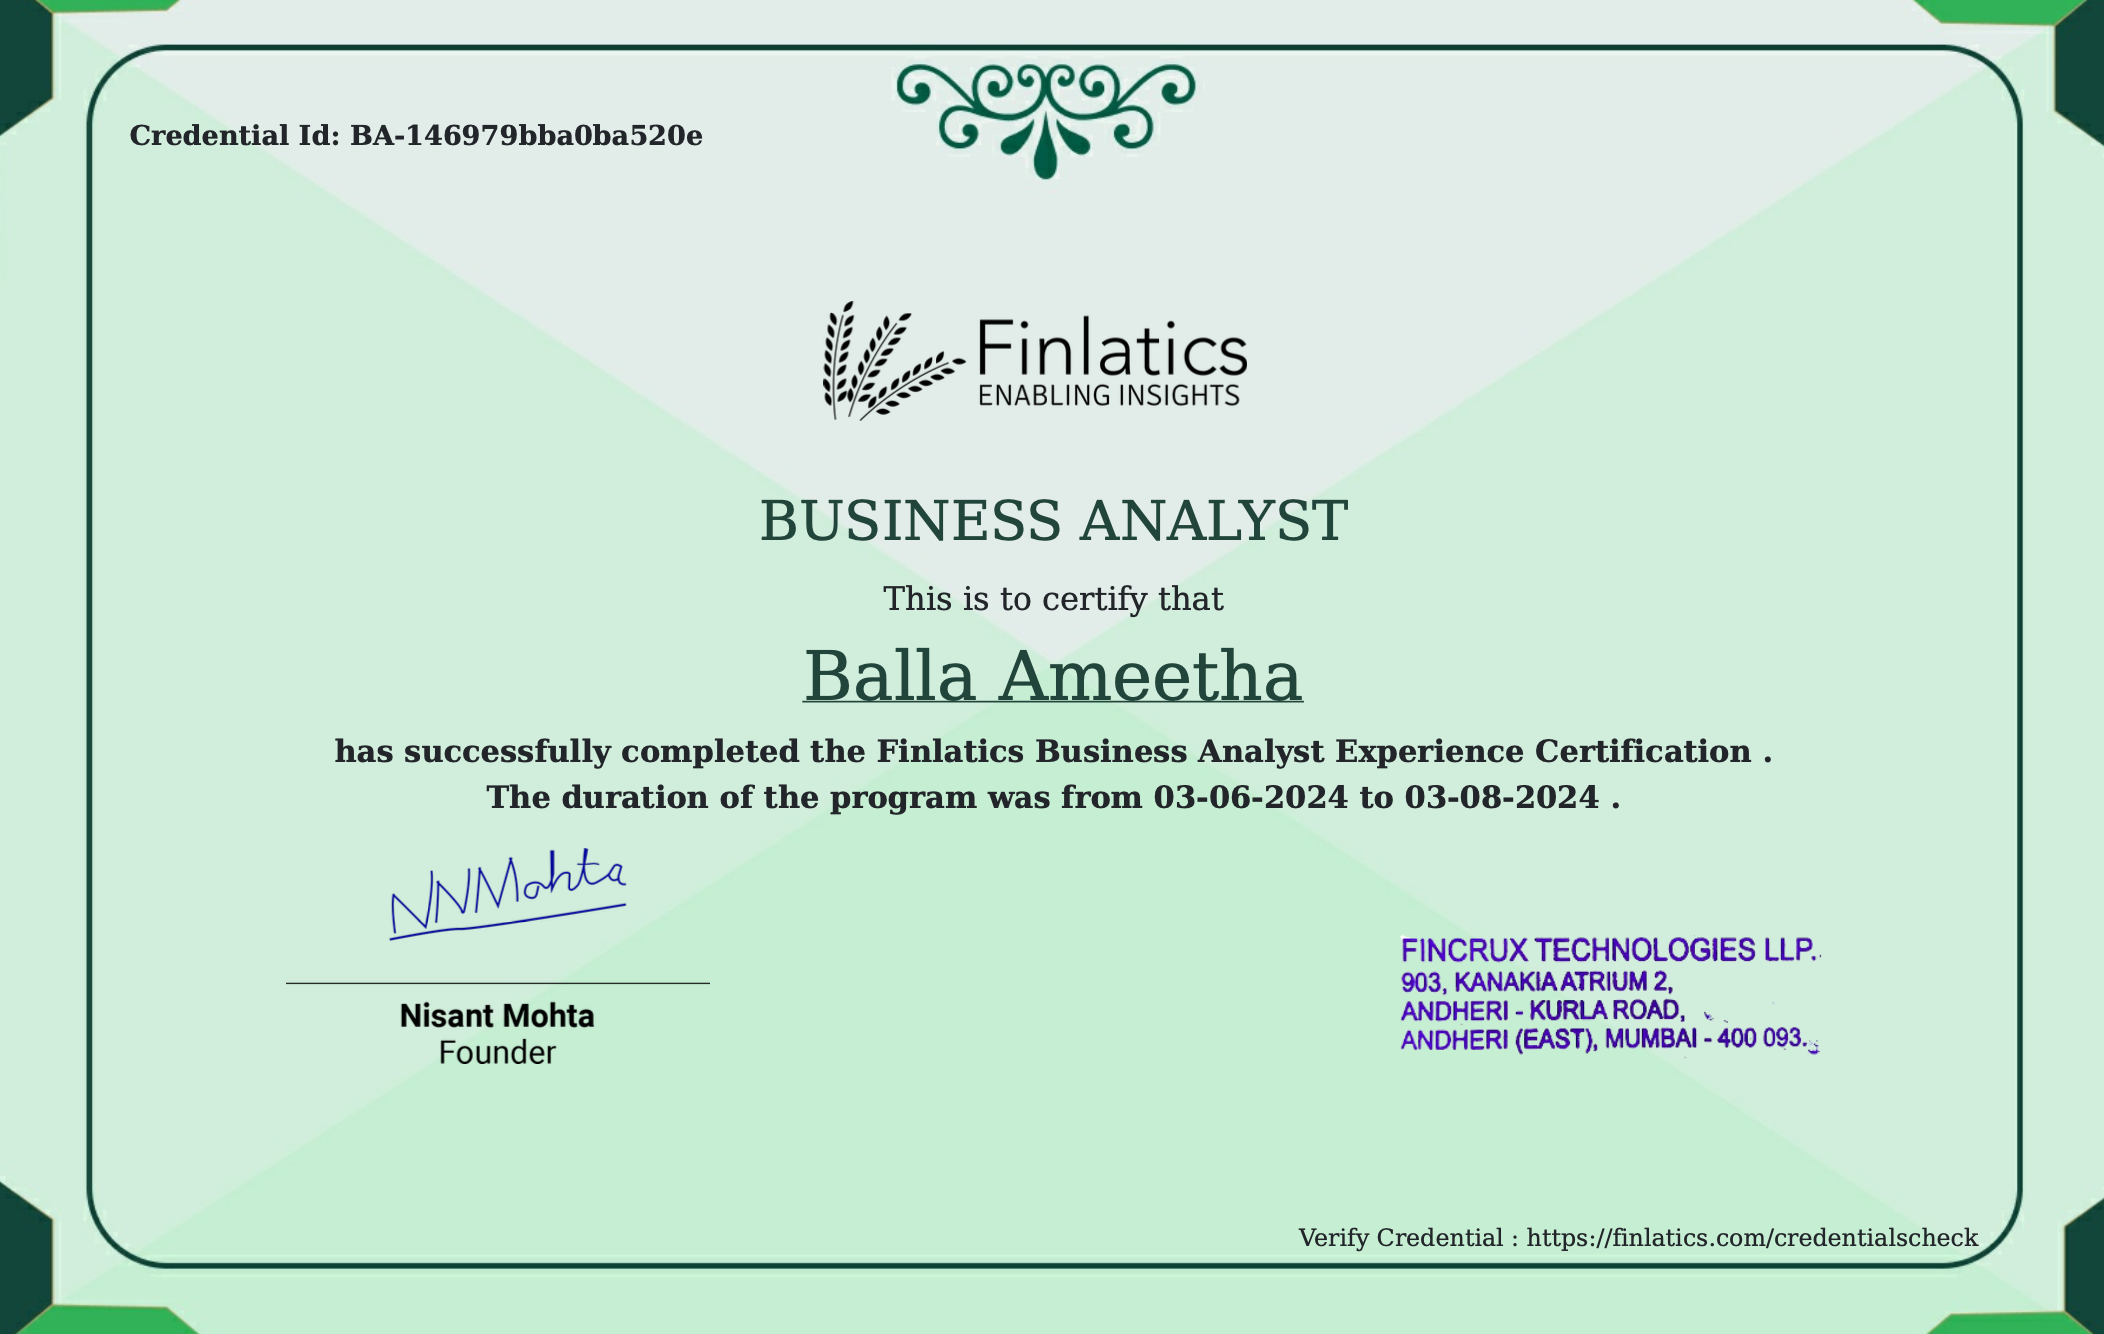 Credential Id: BA-146979bba0ba520e
Finlatics
ENABLING INSIGHTS
BUSINESS ANALYST
This is to certify that
Balla Ameetha
has successfully completed the Finlatics Business Analyst Experience Certification .
The duration of the program was from 03-06-2024 to 03-08-2024 .
NNMohta
Nisant Mohta
Founder
FINCRUX TECHNOLOGIES LLP.
903, KANAKIA ATRIUM 2,
ANDHERI - KURLA ROAD,
ANDHERI (EAST), MUMBAI - 400 093.
Verify Credential : https://finlatics.com/credentialscheck